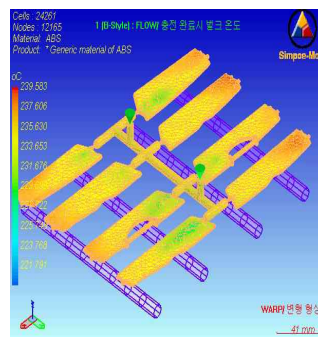 Cells : 24261
Nodes : 12165
Material ABS
Product: *Generic material of ABS
1 (B-Style) : FLOW/ 충전 완료시 벌크 온도
Simpoe-Mo
oC
239.583
237.606
235.630
233.653
231.676
223.768
221.791
WARP/ 변형 형상
41 mm